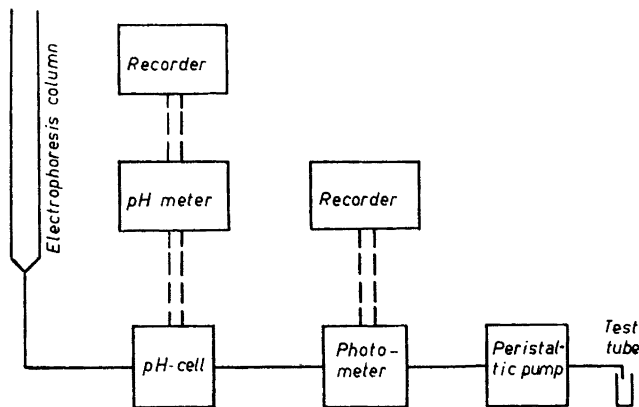 Electrophoresis column
Recorder
pH meter
Recorder
pH-cell
Photo-
meter
Peristal-
tic pump
Test
tube